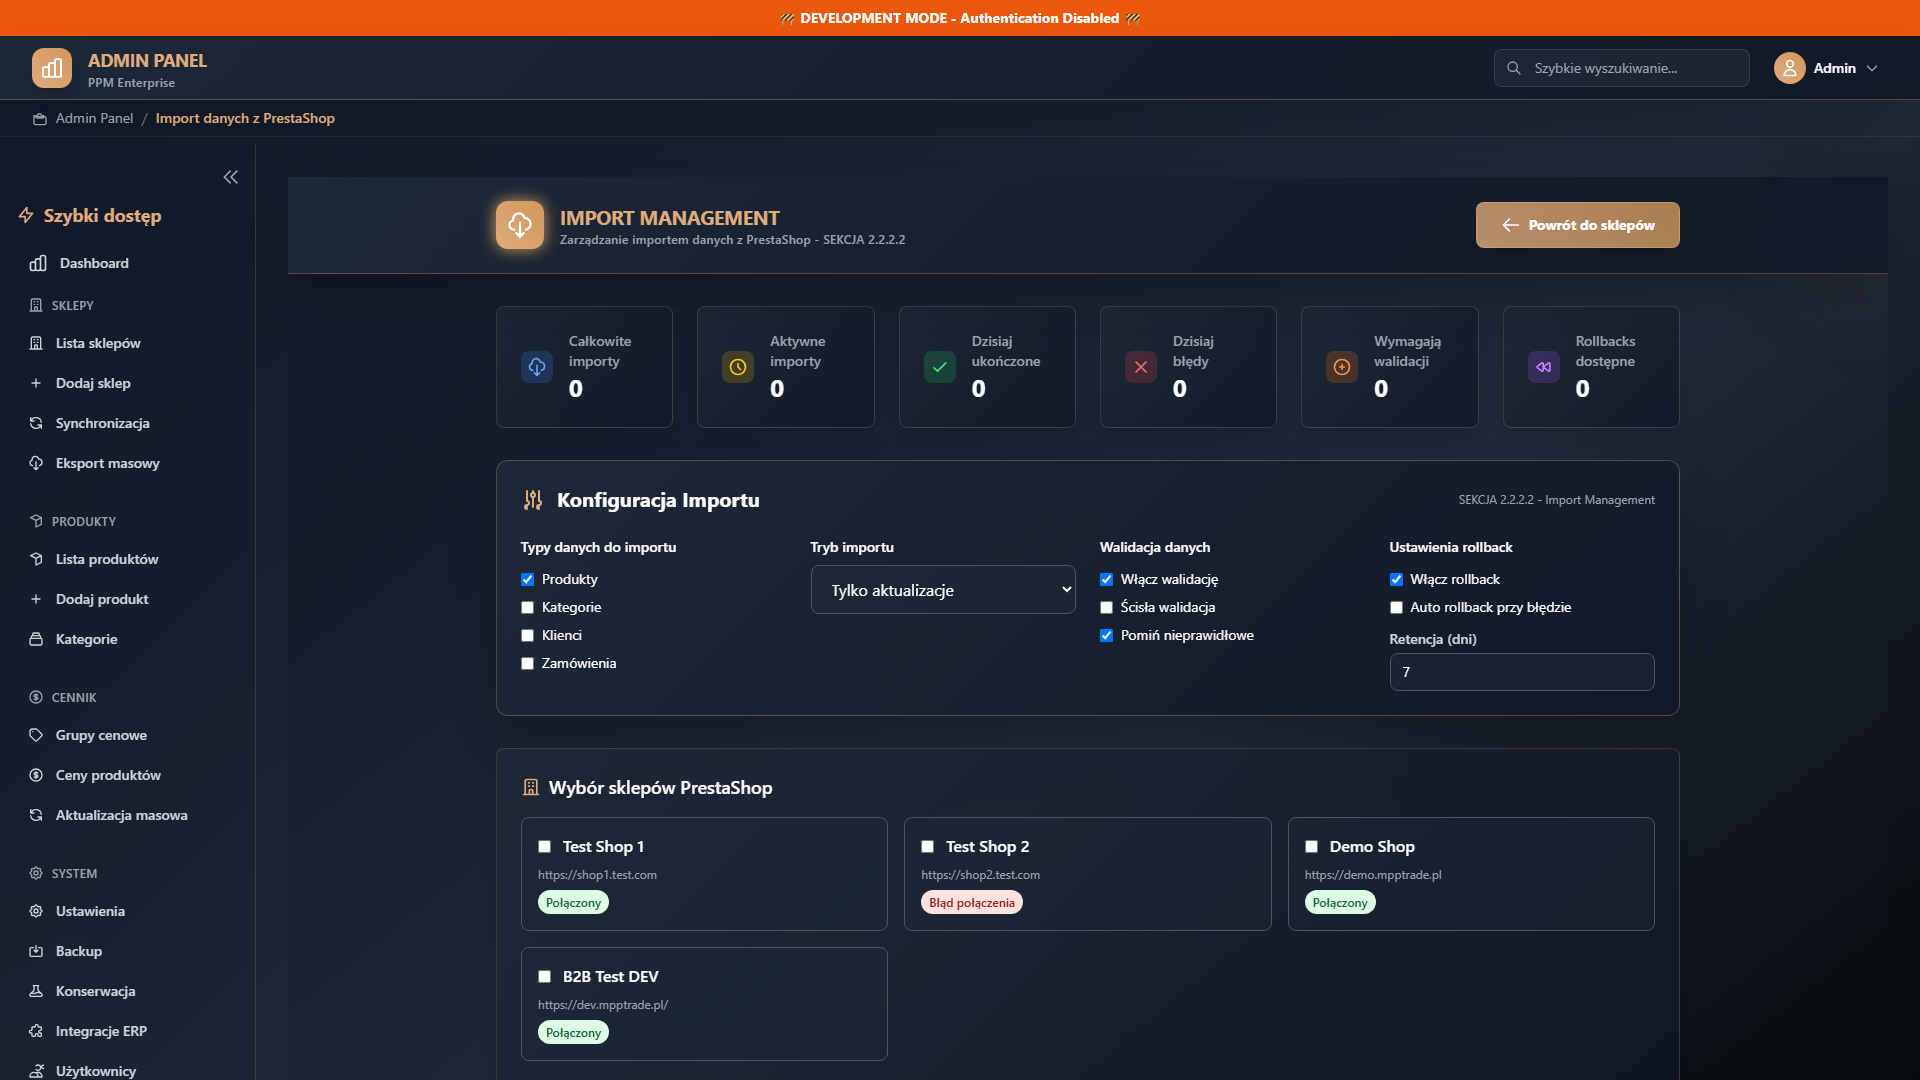 🚧 DEVELOPMENT MODE - Authentication Disabled 🚧
ADMIN PANEL
PPM Enterprise
Szybkie wyszukiwanie...
Admin
Admin Panel / Import danych z PrestaShop
Szybki dostęp
Dashboard
SKLEPY
Lista sklepów
Dodaj sklep
Synchronizacja
Eksport masowy
PRODUKTY
Lista produktów
Dodaj produkt
Kategorie
CENNIK
Grupy cenowe
Ceny produktów
Aktualizacja masowa
SYSTEM
Ustawienia
Backup
Konserwacja
Integracje ERP
Użytkownicy
IMPORT MANAGEMENT
Zarządzanie importem danych z PrestaShop - SEKCJA 2.2.2.2
Powrót do sklepów
Całkowite
importy
0
Aktywne
importy
0
Dzisiaj
ukończone
0
Dzisiaj
błędy
0
Wymagają
walidacji
0
Rollbacks
dostępne
0
Konfiguracja Importu
SEKCJA 2.2.2.2 - Import Management
Typy danych do importu
Produkty
Kategorie
Klienci
Zamówienia
Tryb importu
Tylko aktualizacje
Walidacja danych
Włącz walidację
Ścisła walidacja
Pomiń nieprawidłowe
Ustawienia rollback
Włącz rollback
Auto rollback przy błędzie
Retencja (dni)
7
Wybór sklepów PrestaShop
Test Shop 1
https://shop1.test.com
Połączony
Test Shop 2
https://shop2.test.com
Błąd połączenia
Demo Shop
https://demo.mpptrade.pl
Połączony
B2B Test DEV
https://dev.mpptrade.pl/
Połączony